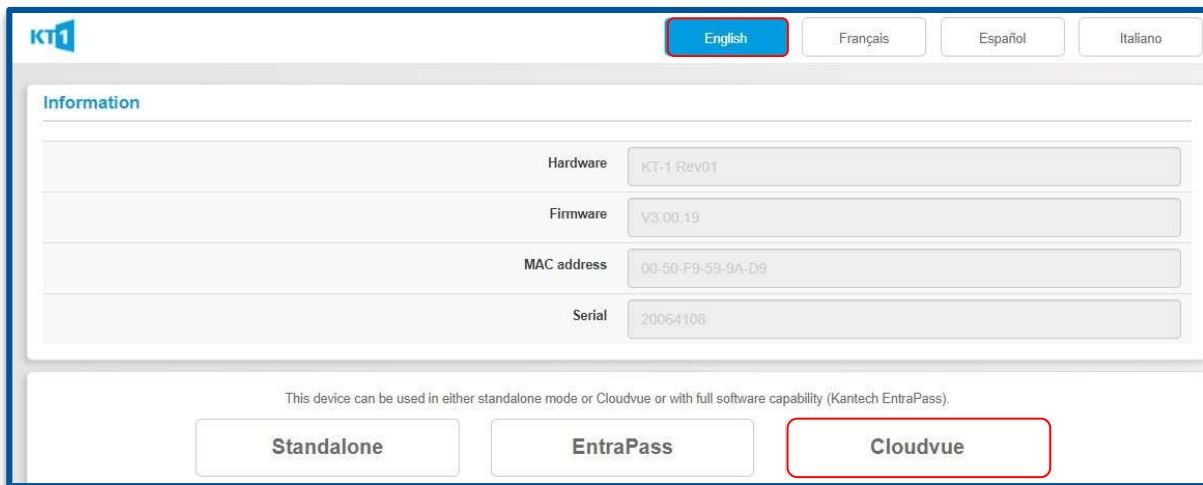 KT1
English Français Español Italiano
Information
Hardware KT-1 Rev01
Firmware V3.00.19
MAC address 00-50-F9-59-9A-D9
Serial 20064108
This device can be used in either standalone mode or Cloudvue or with full software capability (Kantech EntraPass).
Standalone EntraPass Cloudvue